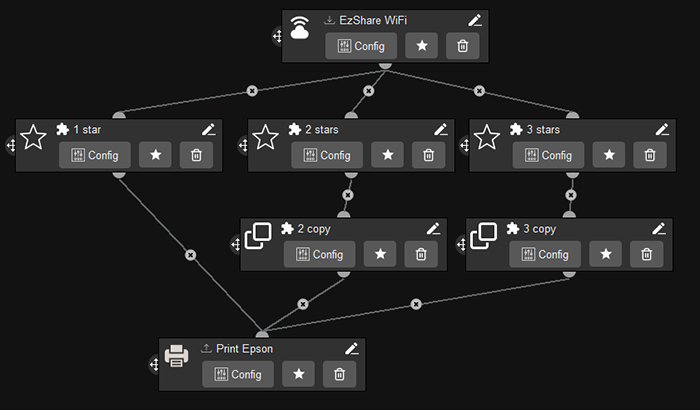 EzShare WiFi
Config
1 star
Config
2 stars
Config
3 stars
Config
2 copy
Config
3 copy
Config
Print Epson
Config